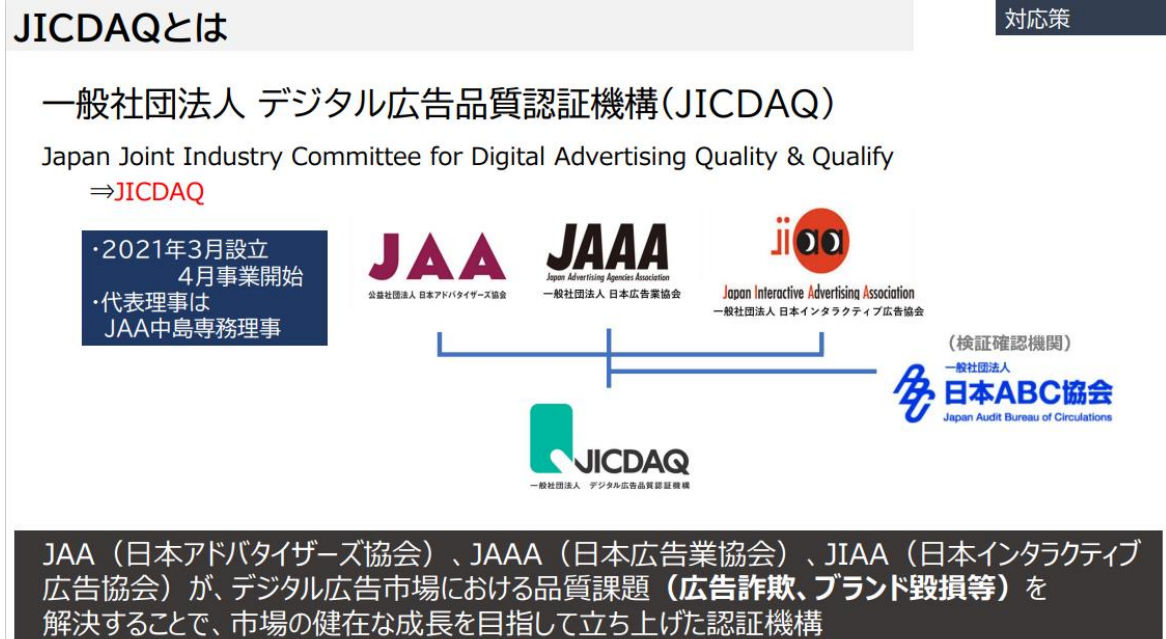 JICDAQとは
対応策
一般社団法人 デジタル広告品質認証機構(JICDAQ)
Japan Joint Industry Committee for Digital Advertising Quality & Qualify
⇒JICDAQ
・2021年3月設立
4月事業開始
・代表理事は
JAA中島専務理事
JAA
公益社団法人 日本アドバタイザーズ協会
JAAA
Japan Advertising Agencies Association
一般社団法人 日本広告業協会
jiaa
Japan Interactive Advertising Association
一般社団法人 日本インタラクティブ広告協会
(検証確認機関)
ABC
一般社団法人
日本ABC協会
Japan Audit Bureau of Circulations
JICDAQ
一般社団法人 デジタル広告品質認証機構
JAA(日本アドバタイザーズ協会)、JAAA(日本広告業協会)、JIAA(日本インタラクティブ
広告協会)が、デジタル広告市場における品質課題(広告詐欺、ブランド毀損等)を
解決することで、市場の健在な成長を目指して立ち上げた認証機構